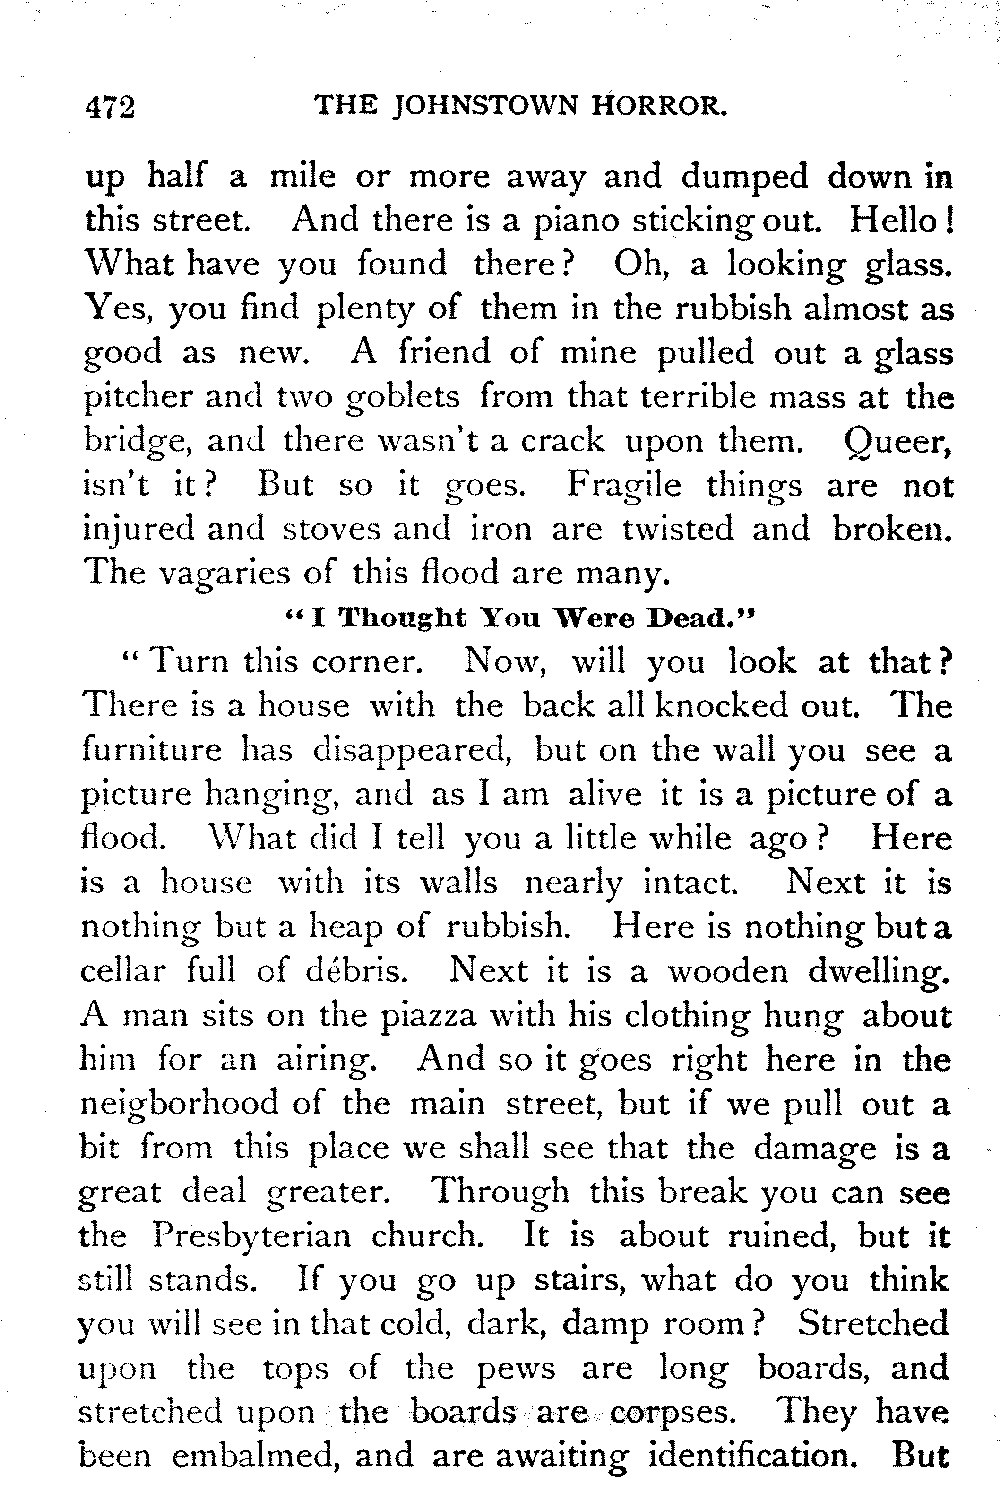 472 THE JOHNSTOWN HORROR.
up half a mile or more away and dumped down in
this street. And there is a piano sticking out. Hello!
What have you found there? Oh, a looking glass.
Yes, you find plenty of them in the rubbish almost as
good as new. A friend of mine pulled out a glass
pitcher and two goblets from that terrible mass at the
bridge, and there wasn't a crack upon them. Queer,
isn't it? But so it goes. Fragile things are not
injured and stoves and iron are twisted and broken.
The vagaries of this flood are many.
"I Thought You Were Dead."
"Turn this corner. Now, will you look at that?
There is a house with the back all knocked out. The
furniture has disappeared, but on the wall you see a
picture hanging, and as I am alive it is a picture of a
flood. What did I tell you a little while ago? Here
is a house with its walls nearly intact. Next it is
nothing but a heap of rubbish. Here is nothing but a
cellar full of débris. Next it is a wooden dwelling.
A man sits on the piazza with his clothing hung about
him for an airing. And so it goes right here in the
neigborhood of the main street, but if we pull out a
bit from this place we shall see that the damage is a
great deal greater. Through this break you can see
the Presbyterian church. It is about ruined, but it
still stands. If you go up stairs, what do you think
you will see in that cold, dark, damp room? Stretched
upon the tops of the pews are long boards, and
stretched upon the boards are corpses. They have
been embalmed, and are awaiting identification. But